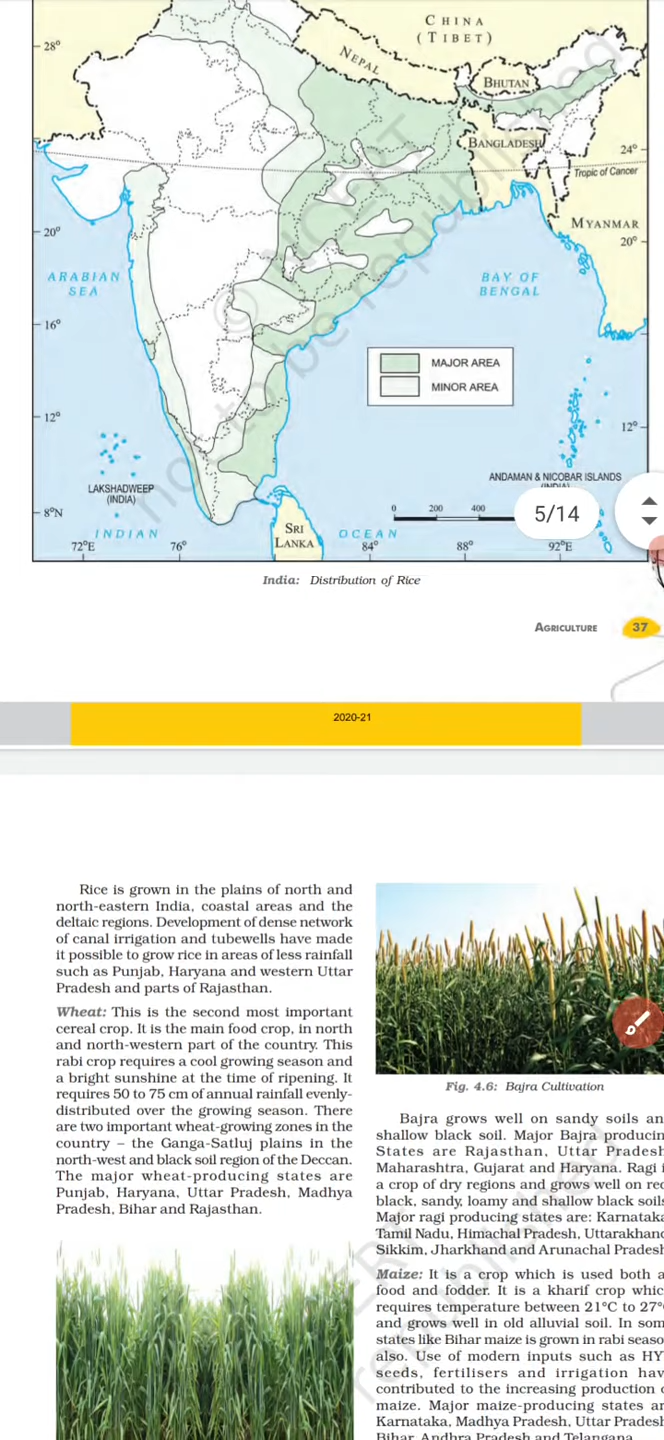 CHINA
(TIBET)
28°
NEPAL
BHUTAN
BANGLADESH
24°
Tropic of Cancer
MYANMAR
20°
20°
ARABIAN
SEA
BAY OF
BENGAL
16°
MAJOR AREA
MINOR AREA
12°
12°
LAKSHADWEEP
(INDIA)
ANDAMAN & NICOBAR ISLANDS
(INDIA)
8°N
0 200 400
5/14
SRI
LANKA
INDIAN OCEAN
72°E 76° 84° 88° 92°E
India: Distribution of Rice
AGRICULTURE 37
2020-21
Rice is grown in the plains of north and
north-eastern India, coastal areas and the
deltaic regions. Development of dense network
of canal irrigation and tubewells have made
it possible to grow rice in areas of less rainfall
such as Punjab, Haryana and western Uttar
Pradesh and parts of Rajasthan.
Wheat: This is the second most important
cereal crop. It is the main food crop, in north
and north-western part of the country. This
rabi crop requires a cool growing season and
a bright sunshine at the time of ripening. It
requires 50 to 75 cm of annual rainfall evenly-
distributed over the growing season. There
are two important wheat-growing zones in the
country – the Ganga-Satluj plains in the
north-west and black soil region of the Deccan.
The major wheat-producing states are
Punjab, Haryana, Uttar Pradesh, Madhya
Pradesh, Bihar and Rajasthan.
Fig. 4.6: Bajra Cultivation
Bajra grows well on sandy soils an
shallow black soil. Major Bajra producin
States are Rajasthan, Uttar Pradesh
Maharashtra, Gujarat and Haryana. Ragi i
a crop of dry regions and grows well on red
black, sandy, loamy and shallow black soils
Major ragi producing states are: Karnataka
Tamil Nadu, Himachal Pradesh, Uttarakhand
Sikkim, Jharkhand and Arunachal Pradesh
Maize: It is a crop which is used both a
food and fodder. It is a kharif crop whic
requires temperature between 21°C to 27°
and grows well in old alluvial soil. In som
states like Bihar maize is grown in rabi seaso
also. Use of modern inputs such as HY
seeds, fertilisers and irrigation hav
contributed to the increasing production o
maize. Major maize-producing states ar
Karnataka, Madhya Pradesh, Uttar Prades
Bihar, Andhra Pradesh and Telangana
© NCERT
not to be republished